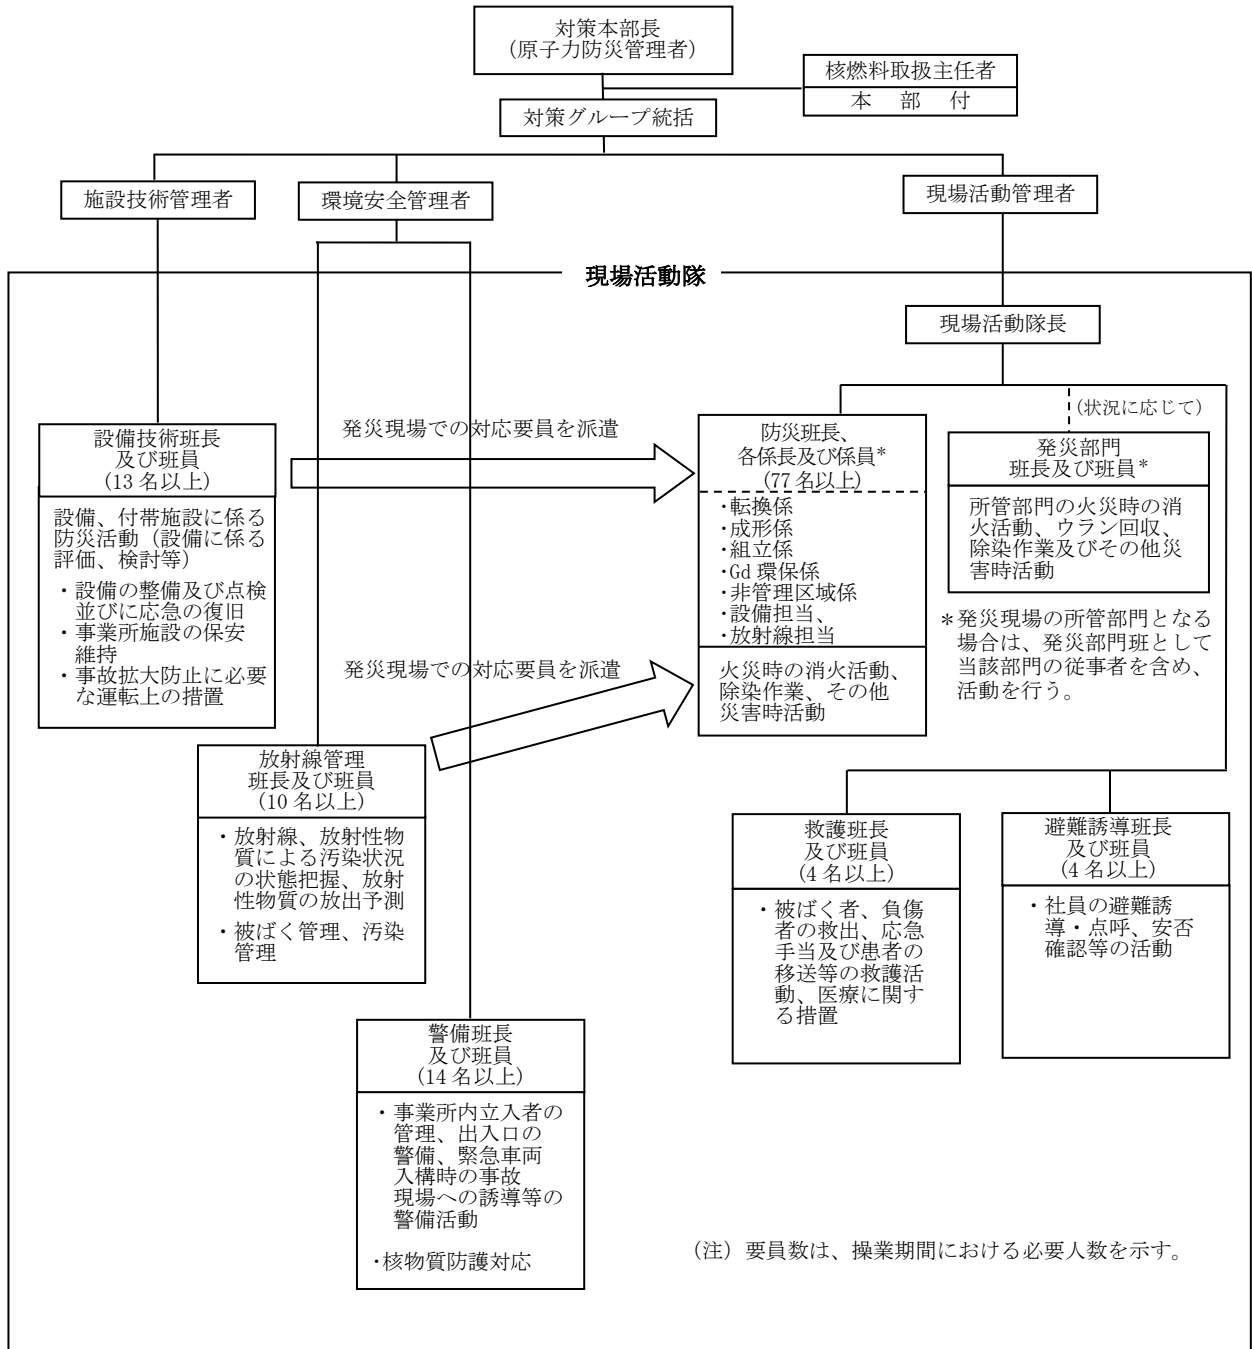 対策本部長
(原子力防災管理者)
核燃料取扱主任者
本 部 付
対策グループ統括
施設技術管理者
環境安全管理者
現場活動管理者
現場活動隊
現場活動隊長
(状況に応じて)
発災現場での対応要員を派遣
設備技術班長
及び班員
(13 名以上)
設備、付帯施設に係る
防災活動（設備に係る
評価、検討等）
・設備の整備及び点検
並びに応急の復旧
・事業所施設の保安
維持
・事故拡大防止に必要
な運転上の措置
防災班長、
各係長及び係員*
(77 名以上)
・転換係
・成形係
・組立係
・Gd 環保係
・非管理区域係
・設備担当、
・放射線担当
火災時の消火活動、
除染作業、その他
災害時活動
発災部門
班長及び班員*
所管部門の火災時の消
火活動、ウラン回収、
除染作業及びその他災
害時活動
＊発災現場の所管部門となる
場合は、発災部門班として
当該部門の従事者を含め、
活動を行う。
発災現場での対応要員を派遣
放射線管理
班長及び班員
(10 名以上)
・放射線、放射性物
質による汚染状況
の状態把握、放射
性物質の放出予測
・被ばく管理、汚染
管理
救護班長
及び班員
(4 名以上)
・被ばく者、負傷
者の救出、応急
手当及び患者の
移送等の救護活
動、医療に関す
る措置
避難誘導班長
及び班員
(4 名以上)
・社員の避難誘
導・点呼、安否
確認等の活動
警備班長
及び班員
(14 名以上)
・事業所内立入者の
管理、出入口の
警備、緊急車両
入構時の事故
現場への誘導等の
警備活動
・核物質防護対応
（注）要員数は、操業期間における必要人数を示す。